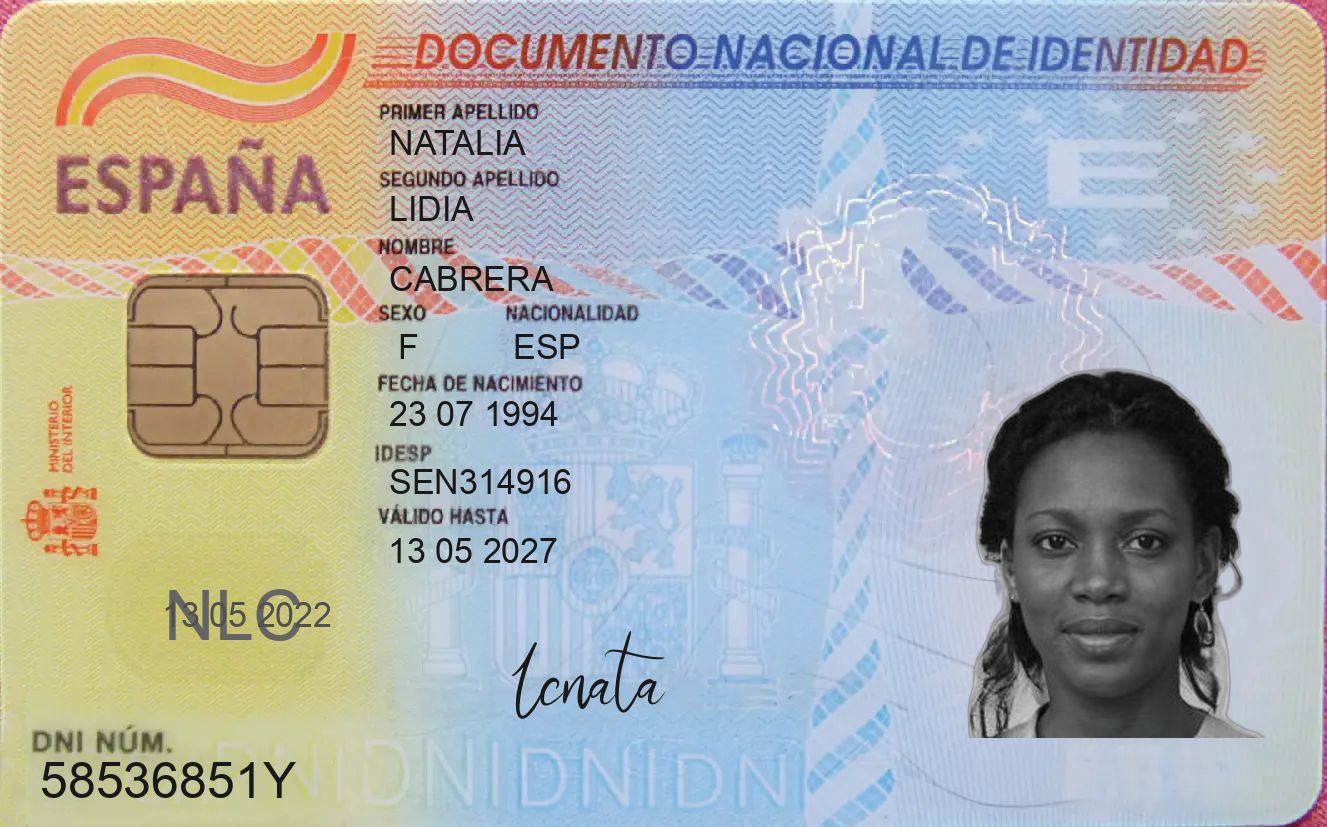 DOCUMENTO NACIONAL DE IDENTIDAD
ESPAÑA
PRIMER APELLIDO
NATALIA
SEGUNDO APELLIDO
LIDIA
NOMBRE
CABRERA
SEXO NACIONALIDAD
F ESP
FECHA DE NACIMIENTO
23 07 1994
IDESP
SEN314916
VÁLIDO HASTA
13 05 2027
MINISTERIO
DEL INTERIOR
E
NLC
13 05 2022
lcnata
DNI NÚM.
58536851Y
DNIDNIDNIDNI